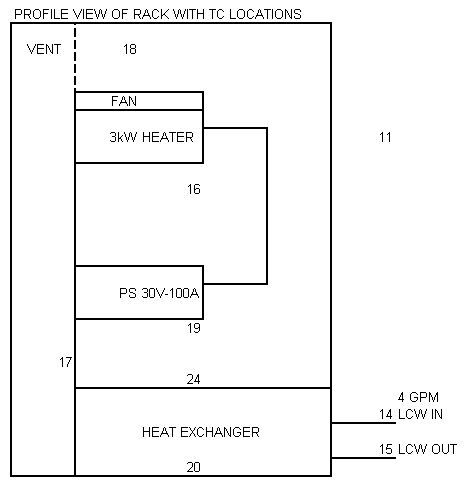 PROFILE VIEW OF RACK WITH TC LOCATIONS
VENT
18
FAN
3kW HEATER
11
16
PS 30V-100A
19
17
24
4 GPM
14 LCW IN
HEAT EXCHANGER
15 LCW OUT
20